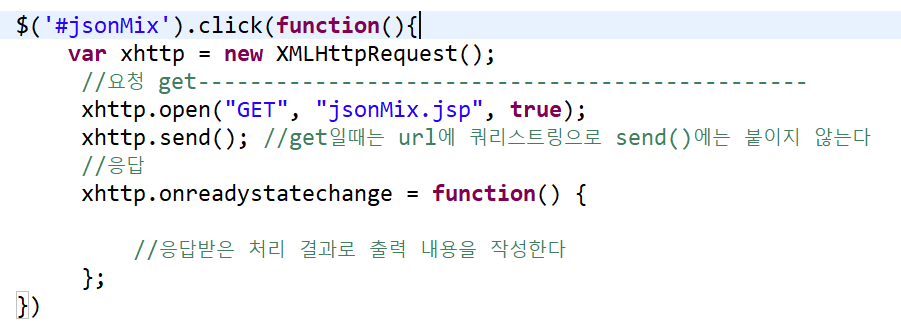 $('#jsonMix').click(function(){
var xhttp = new XMLHttpRequest();
//요청 get-----------------------------------------------
xhttp.open("GET", "jsonMix.jsp", true);
xhttp.send(); //get일때는 url에 쿼리스트링으로 send()에는 붙이지 않는다
//응답
xhttp.onreadystatechange = function() {
//응답받은 처리 결과로 출력 내용을 작성한다
};
})